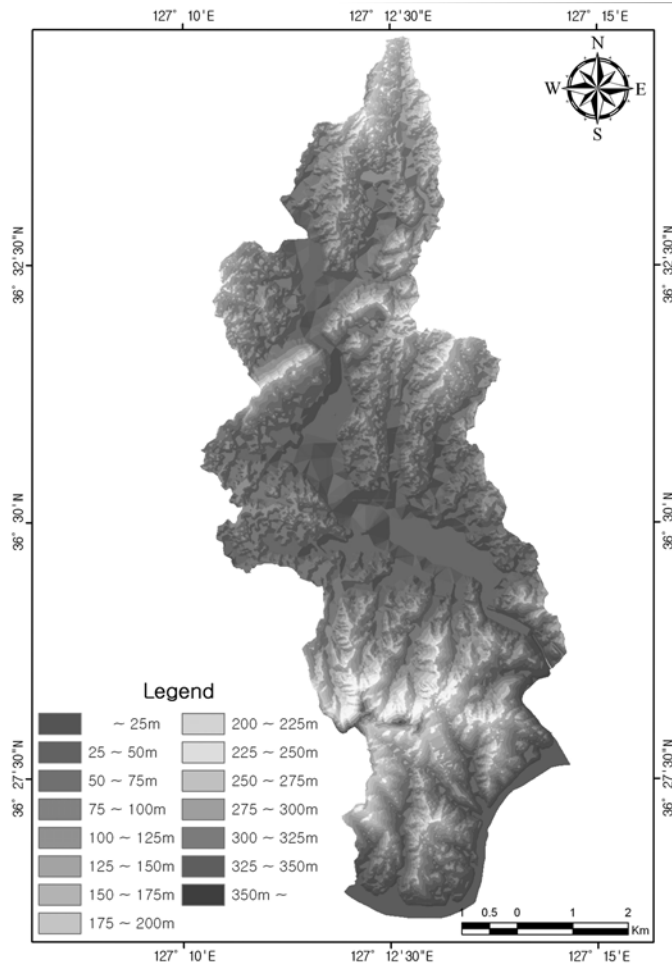 127° 10'E
127° 12'30"E
127° 15'E
N
W
E
S
36° 32'30"N
36° 32'30"N
36° 30'N
36° 30'N
36° 27'30"N
36° 27'30"N
Legend
~ 25m
25 ~ 50m
50 ~ 75m
75 ~ 100m
100 ~ 125m
125 ~ 150m
150 ~ 175m
175 ~ 200m
200 ~ 225m
225 ~ 250m
250 ~ 275m
275 ~ 300m
300 ~ 325m
325 ~ 350m
350m ~
1 0.5 0 1 2
Km
127° 10'E
127° 12'30"E
127° 15'E